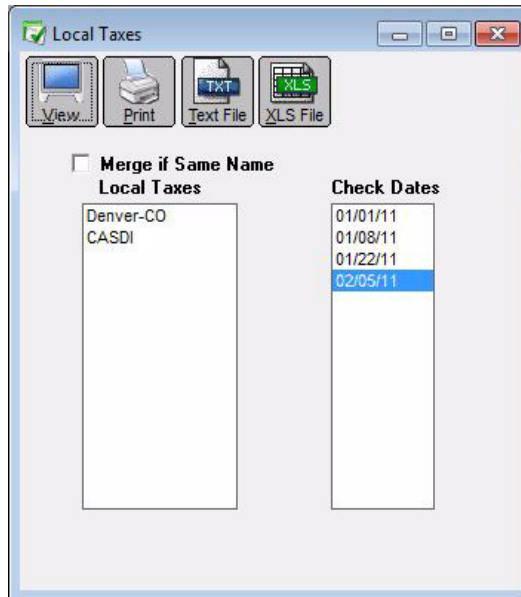 Local Taxes
TXT XLS
View... Print Text File XLS File
Merge if Same Name
Local Taxes Check Dates
Denver-CO 01/01/11
CASDI 01/08/11
01/22/11
02/05/11